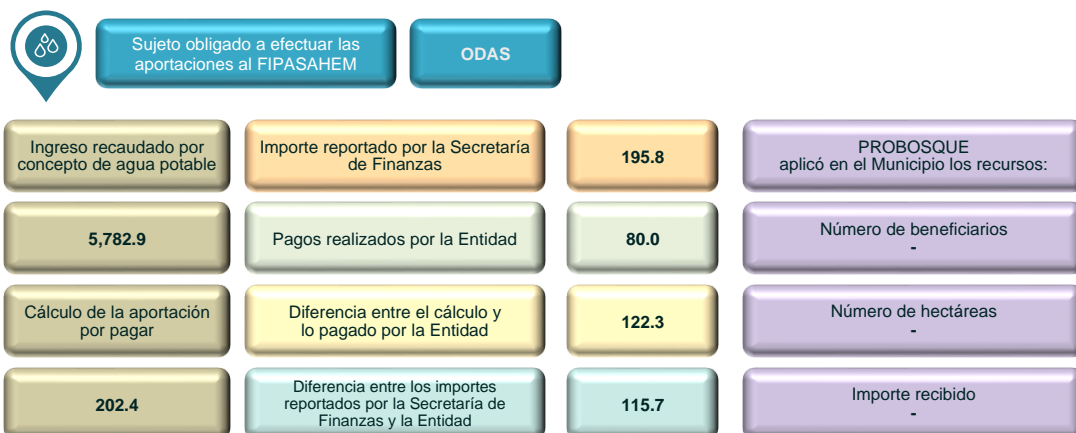 Sujeto obligado a efectuar las
aportaciones al FIPASAHEM
ODAS
Ingreso recaudado por
concepto de agua potable
Importe reportado por la Secretaría
de Finanzas
195.8
PROBOSQUE
aplicó en el Municipio los recursos:
5,782.9
Pagos realizados por la Entidad
80.0
Número de beneficiarios
-
Cálculo de la aportación
por pagar
Diferencia entre el cálculo y
lo pagado por la Entidad
122.3
Número de hectáreas
-
202.4
Diferencia entre los importes
reportados por la Secretaría de
Finanzas y la Entidad
115.7
Importe recibido
-